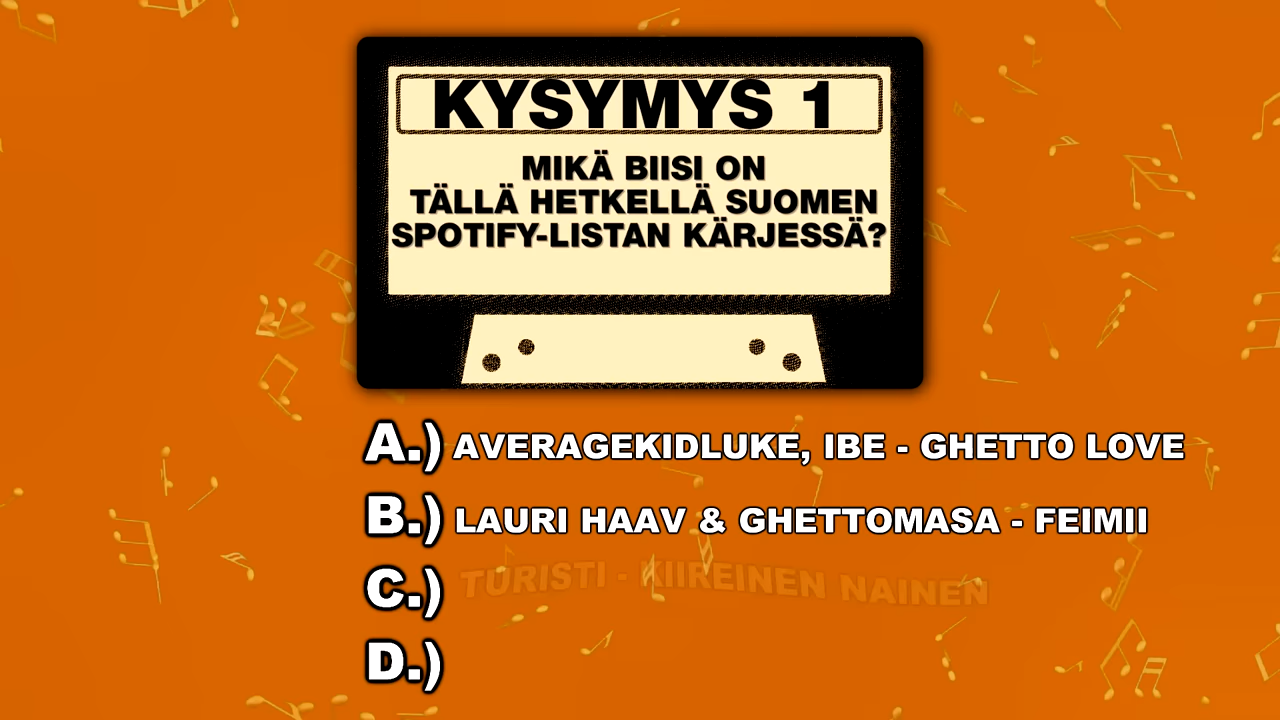 KYSYMYS 1
MIKÄ BIISI ON
TÄLLÄ HETKELLÄ SUOMEN
SPOTIFY-LISTAN KÄRJESSÄ?
A.) AVERAGEKIDLUKE, IBE - GHETTO LOVE
B.) LAURI HAAV & GHETTOMASA - FEIMII
C.) TURISTI - KIIREINEN NAINEN
D.)